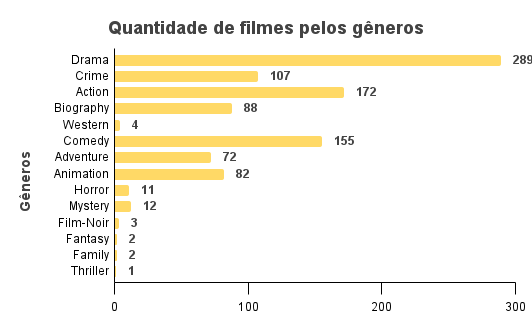 Quantidade de filmes pelos gêneros
Gêneros
Drama 289
Crime 107
Action 172
Biography 88
Western 4
Comedy 155
Adventure 72
Animation 82
Horror 11
Mystery 12
Film-Noir 3
Fantasy 2
Family 2
Thriller 1
0 100 200 300